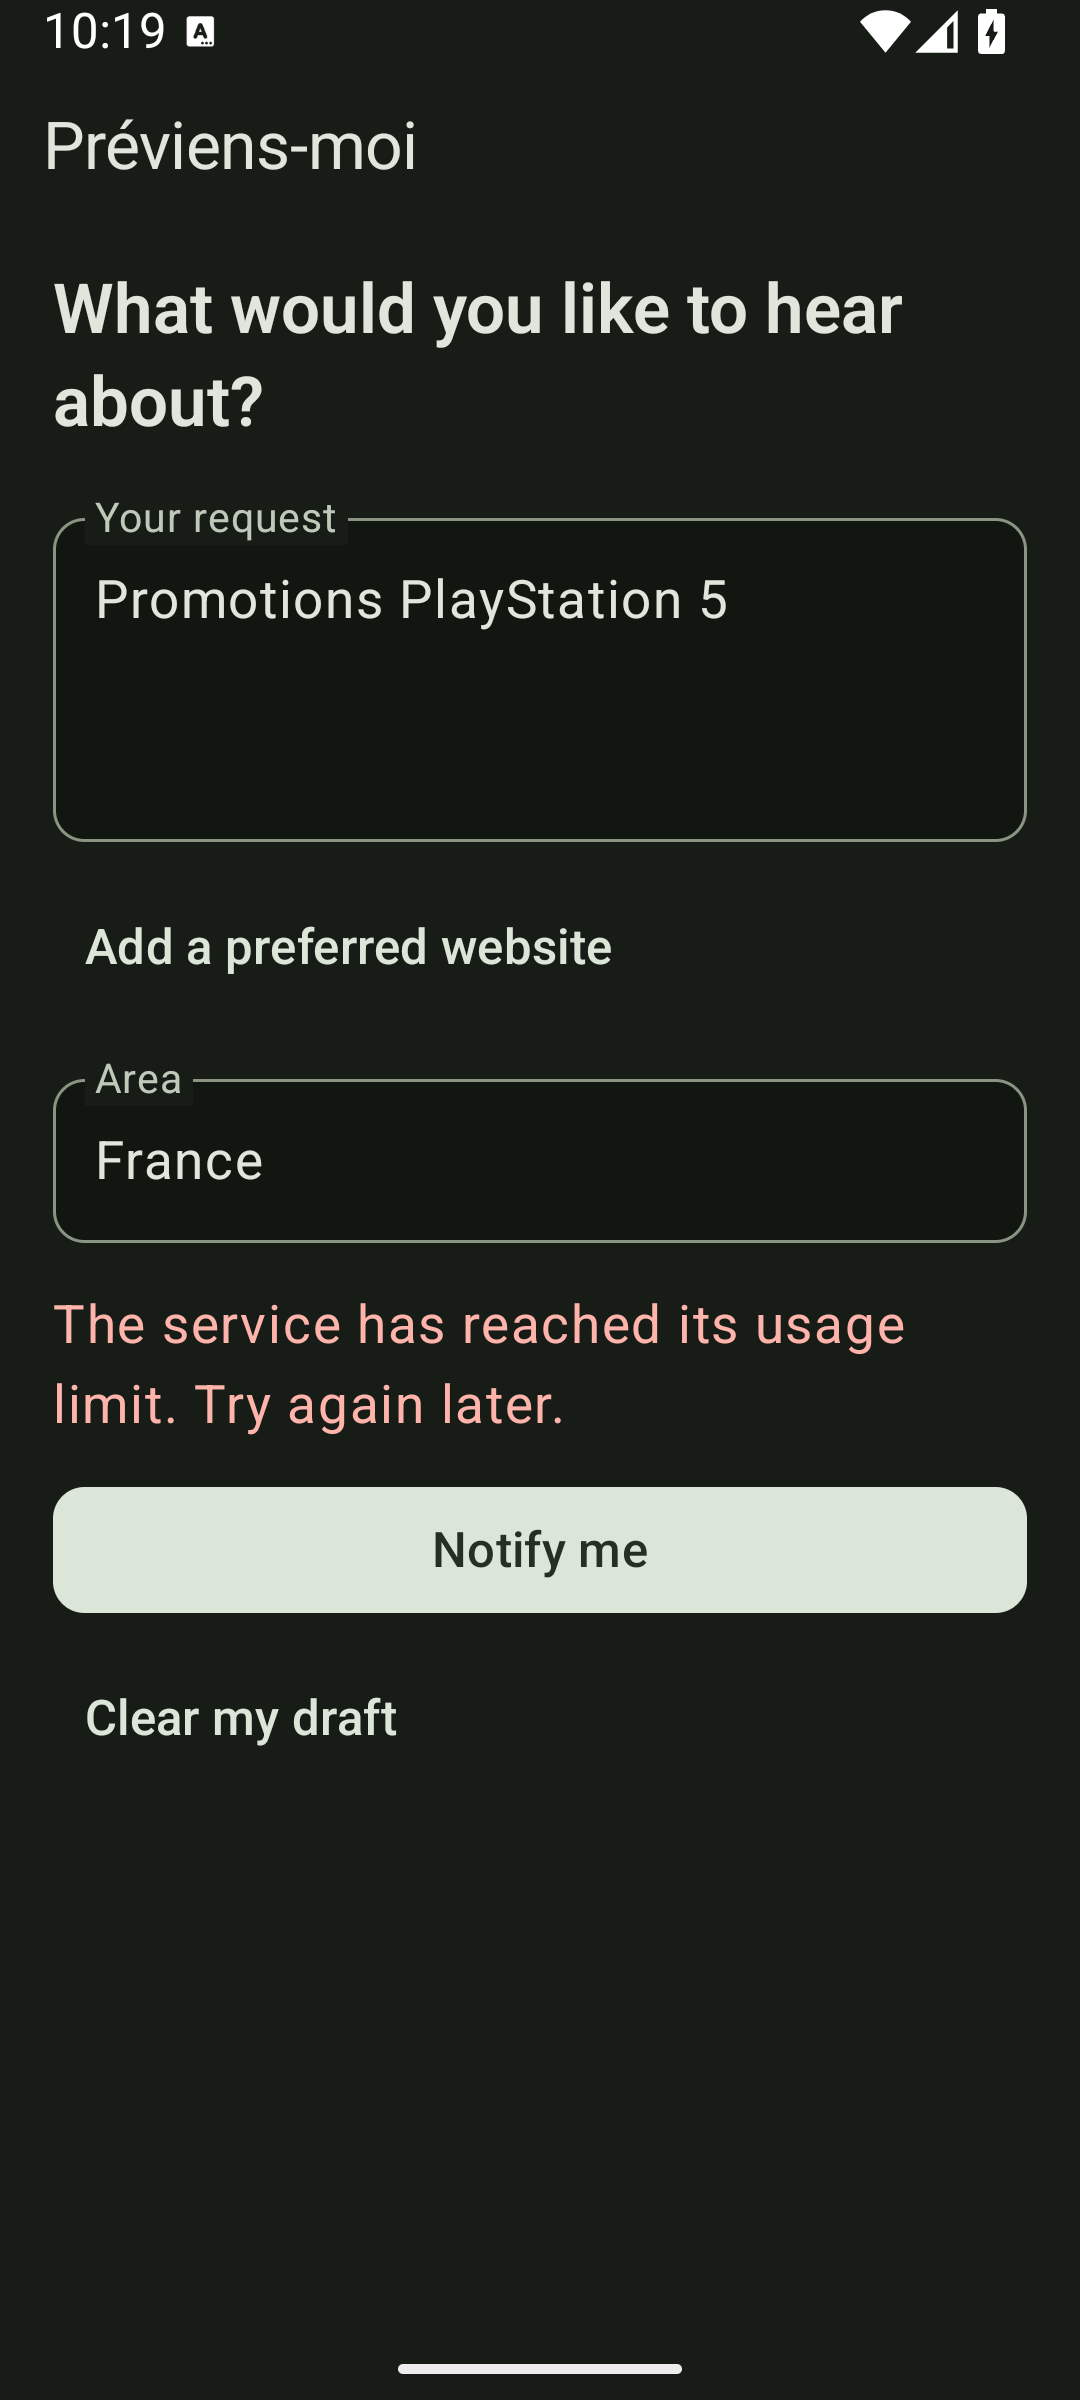 10:19
Préviens-moi
What would you like to hear
about?
Your request
Promotions PlayStation 5
Add a preferred website
Area
France
The service has reached its usage
limit. Try again later.
Notify me
Clear my draft